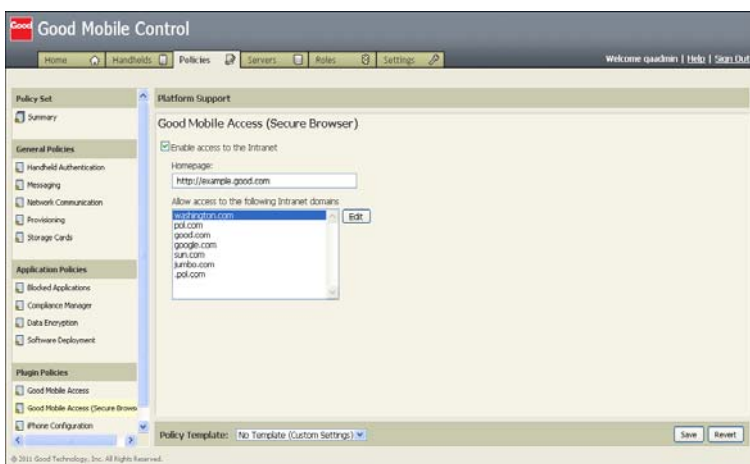 Good Good Mobile Control
Home Handhelds Policies Servers Roles Settings Welcome qaadmin | Help | Sign Out
Policy Set
Summary
General Policies
Handheld Authentication
Messaging
Network Communication
Provisioning
Storage Cards
Application Policies
Blocked Applications
Compliance Manager
Data Encryption
Software Deployment
Plugin Policies
Good Mobile Access
Good Mobile Access (Secure Brows
iPhone Configuration
Platform Support
Good Mobile Access (Secure Browser)
Enable access to the Intranet
Homepage:
http://example.good.com
Allow access to the following Intranet domains
washington.com
pol.com
good.com
google.com
sun.com
jumbo.com
.pol.com
Edit
Policy Template: No Template (Custom Settings)
Save Revert
© 2011 Good Technology, Inc. All Rights Reserved.